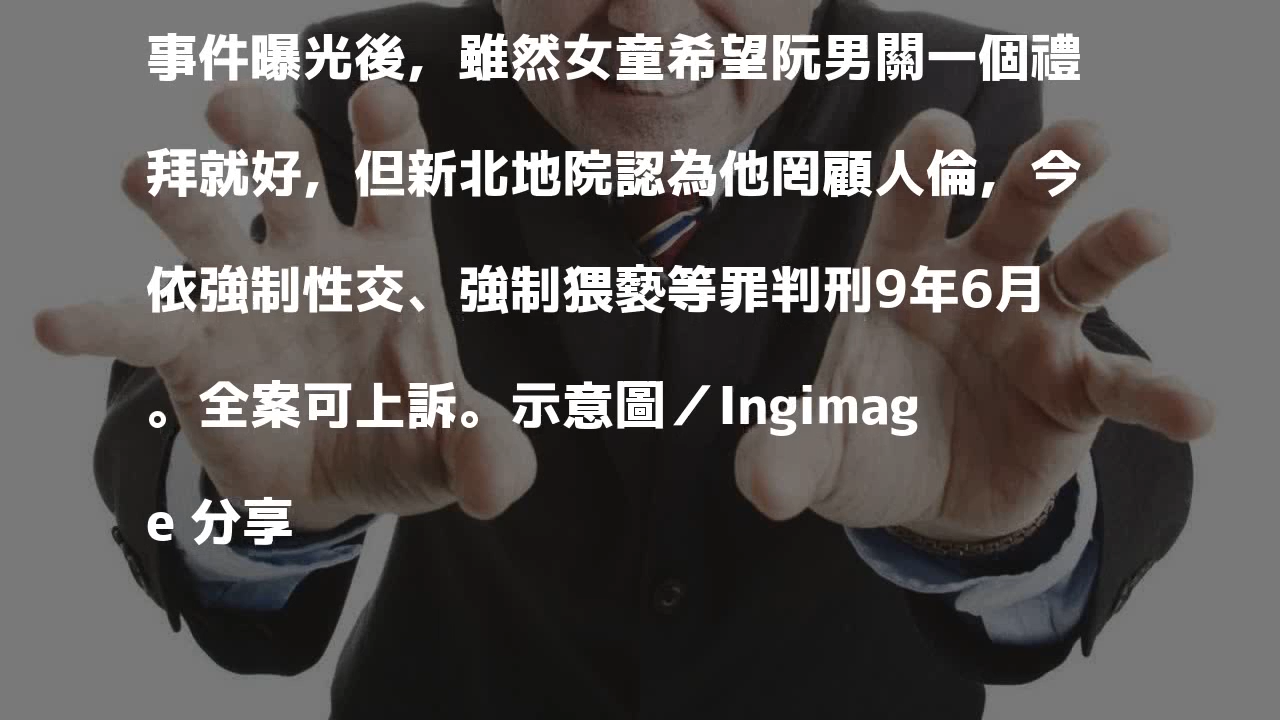 事件曝光後，雖然女童希望阮男關一個禮
拜就好，但新北地院認為他罔顧人倫，今
依強制性交、強制猥褻等罪判刑9年6月
。全案可上訴。示意圖／Ingimag
e 分享